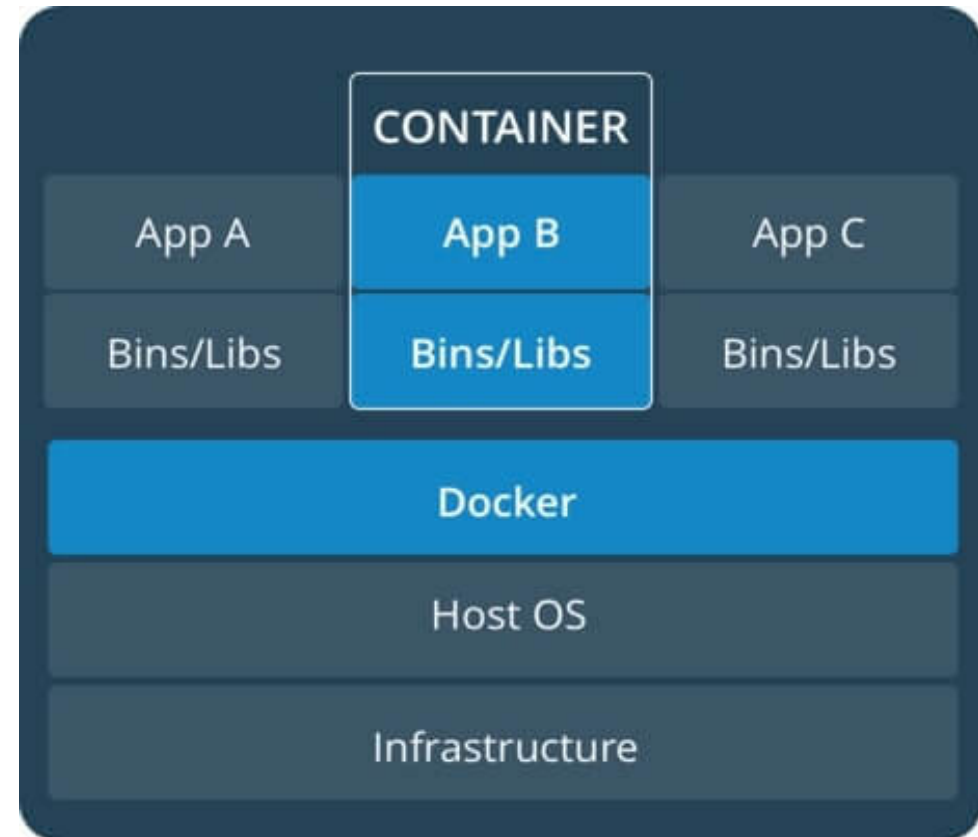 CONTAINER
App A App B App C
Bins/Libs Bins/Libs Bins/Libs
Docker
Host OS
Infrastructure